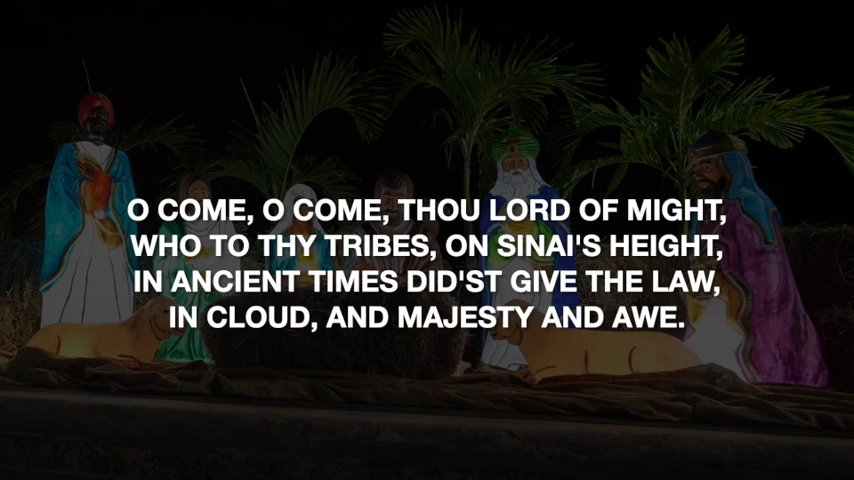 O COME, O COME, THOU LORD OF MIGHT,
WHO TO THY TRIBES, ON SINAI'S HEIGHT,
IN ANCIENT TIMES DID'ST GIVE THE LAW,
IN CLOUD, AND MAJESTY AND AWE.